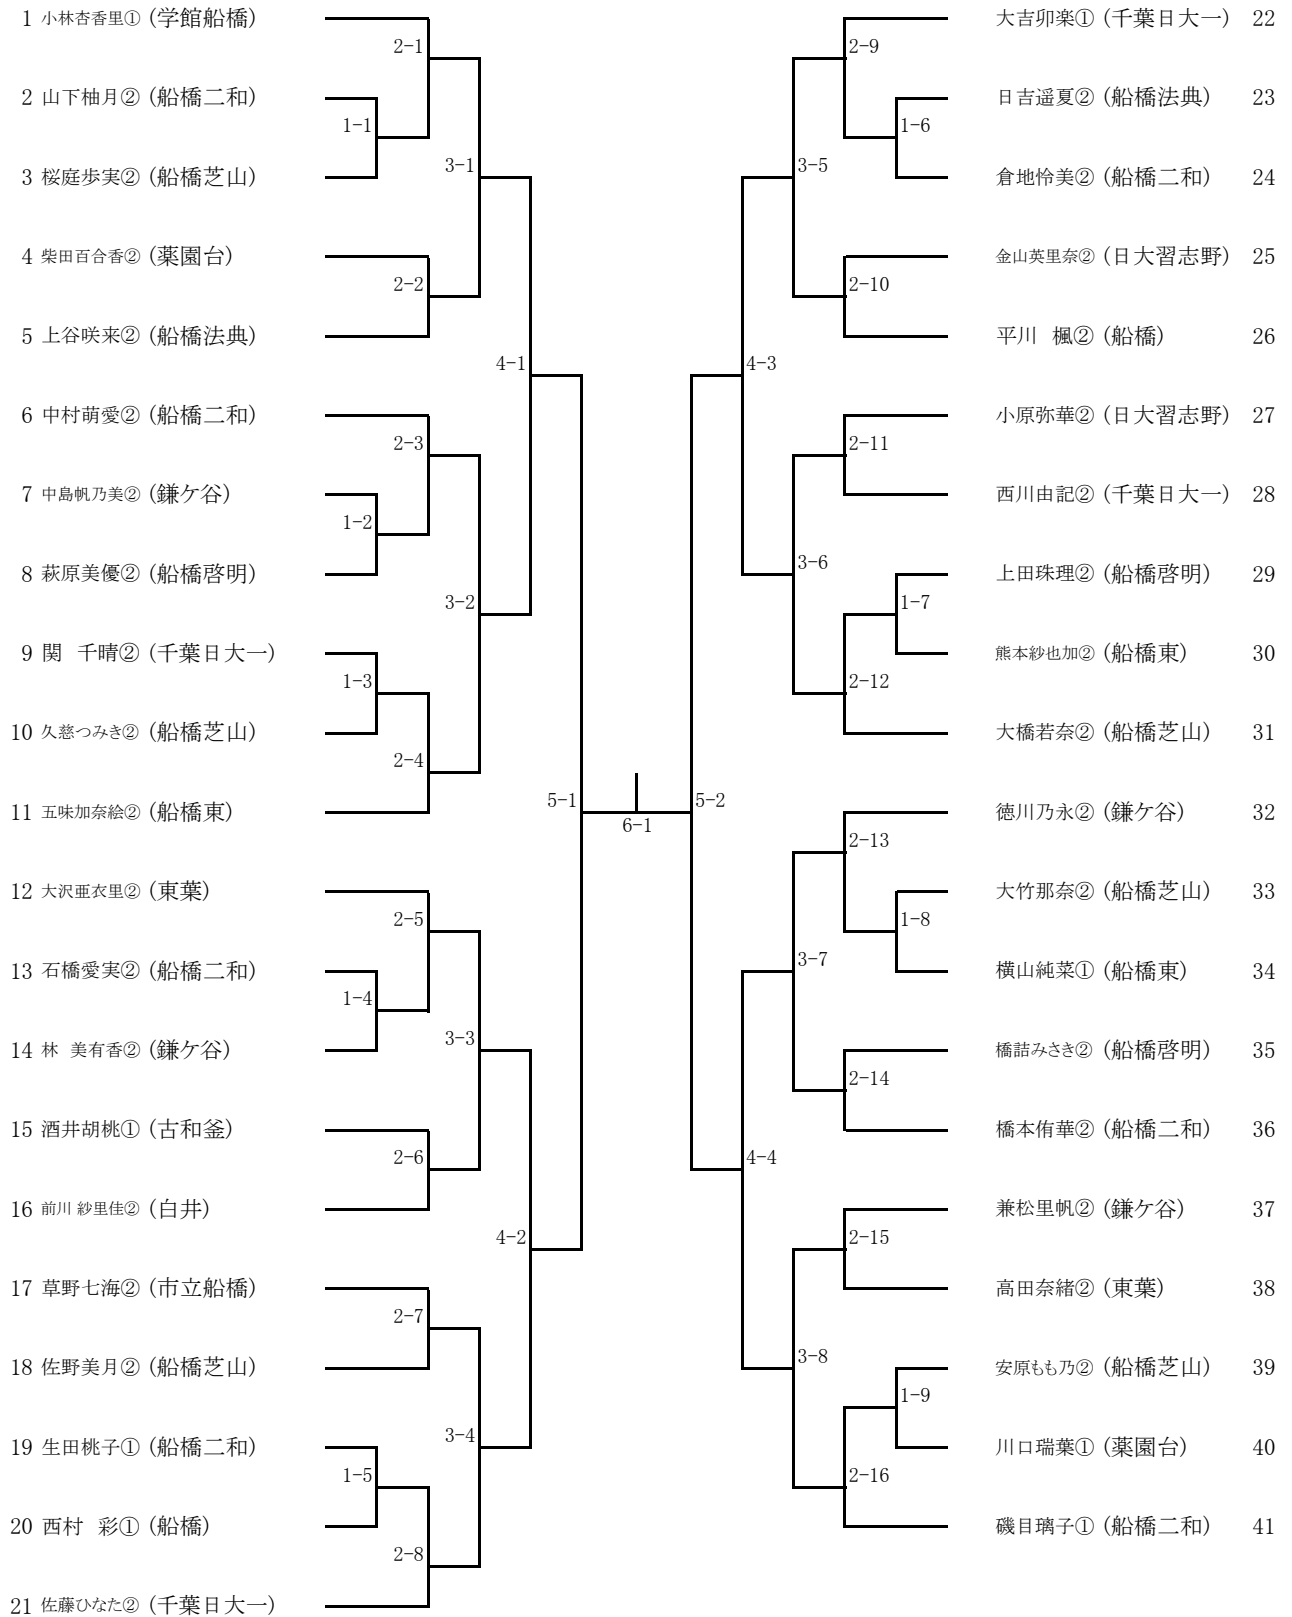 1 小林杏香里① (学館船橋)
2-1
2 山下柚月② (船橋二和)
1-1
3 桜庭歩実② (船橋芝山)
3-1
4 柴田百合香② (薬園台)
2-2
5 上谷咲来② (船橋法典)
4-1
6 中村萌愛② (船橋二和)
2-3
7 中島帆乃美② (鎌ケ谷)
1-2
8 萩原美優② (船橋啓明)
3-2
9 関 千晴② (千葉日大一)
1-3
10 久慈つみき② (船橋芝山)
2-4
11 五味加奈絵② (船橋東)
5-1
12 大沢亜衣里② (東葉)
2-5
13 石橋愛実② (船橋二和)
1-4
14 林 美有香② (鎌ケ谷)
3-3
15 酒井胡桃① (古和釜)
2-6
16 前川 紗里佳② (白井)
4-2
17 草野七海② (市立船橋)
2-7
18 佐野美月② (船橋芝山)
3-4
19 生田桃子① (船橋二和)
1-5
20 西村 彩① (船橋)
2-8
21 佐藤ひなた② (千葉日大一)
6-1
大吉卯楽① (千葉日大一) 22
2-9
日吉遥夏② (船橋法典) 23
1-6
倉地怜美② (船橋二和) 24
3-5
金山英里奈② (日大習志野) 25
2-10
平川 楓② (船橋) 26
4-3
小原弥華② (日大習志野) 27
2-11
西川由記② (千葉日大一) 28
3-6
上田珠理② (船橋啓明) 29
1-7
熊本紗也加② (船橋東) 30
2-12
大橋若奈② (船橋芝山) 31
5-2
徳川乃永② (鎌ケ谷) 32
2-13
大竹那奈② (船橋芝山) 33
1-8
横山純菜① (船橋東) 34
3-7
橋詰みさき② (船橋啓明) 35
2-14
橋本侑華② (船橋二和) 36
4-4
兼松里帆② (鎌ケ谷) 37
2-15
高田奈緒② (東葉) 38
3-8
安原もも乃② (船橋芝山) 39
1-9
川口瑞葉① (薬園台) 40
2-16
磯目璃子① (船橋二和) 41